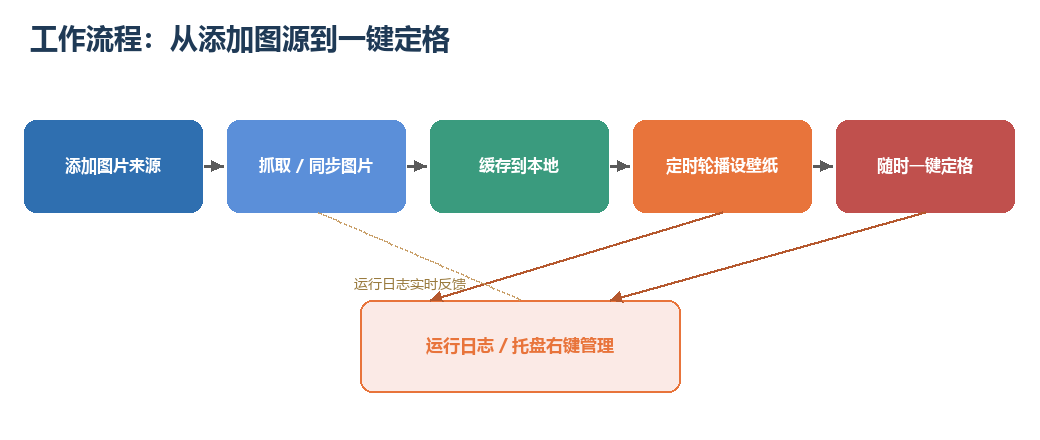 工作流程：从添加图源到一键定格
添加图片来源
抓取 / 同步图片
缓存到本地
定时轮播设壁纸
随时一键定格
运行日志实时反馈
运行日志 / 托盘右键管理